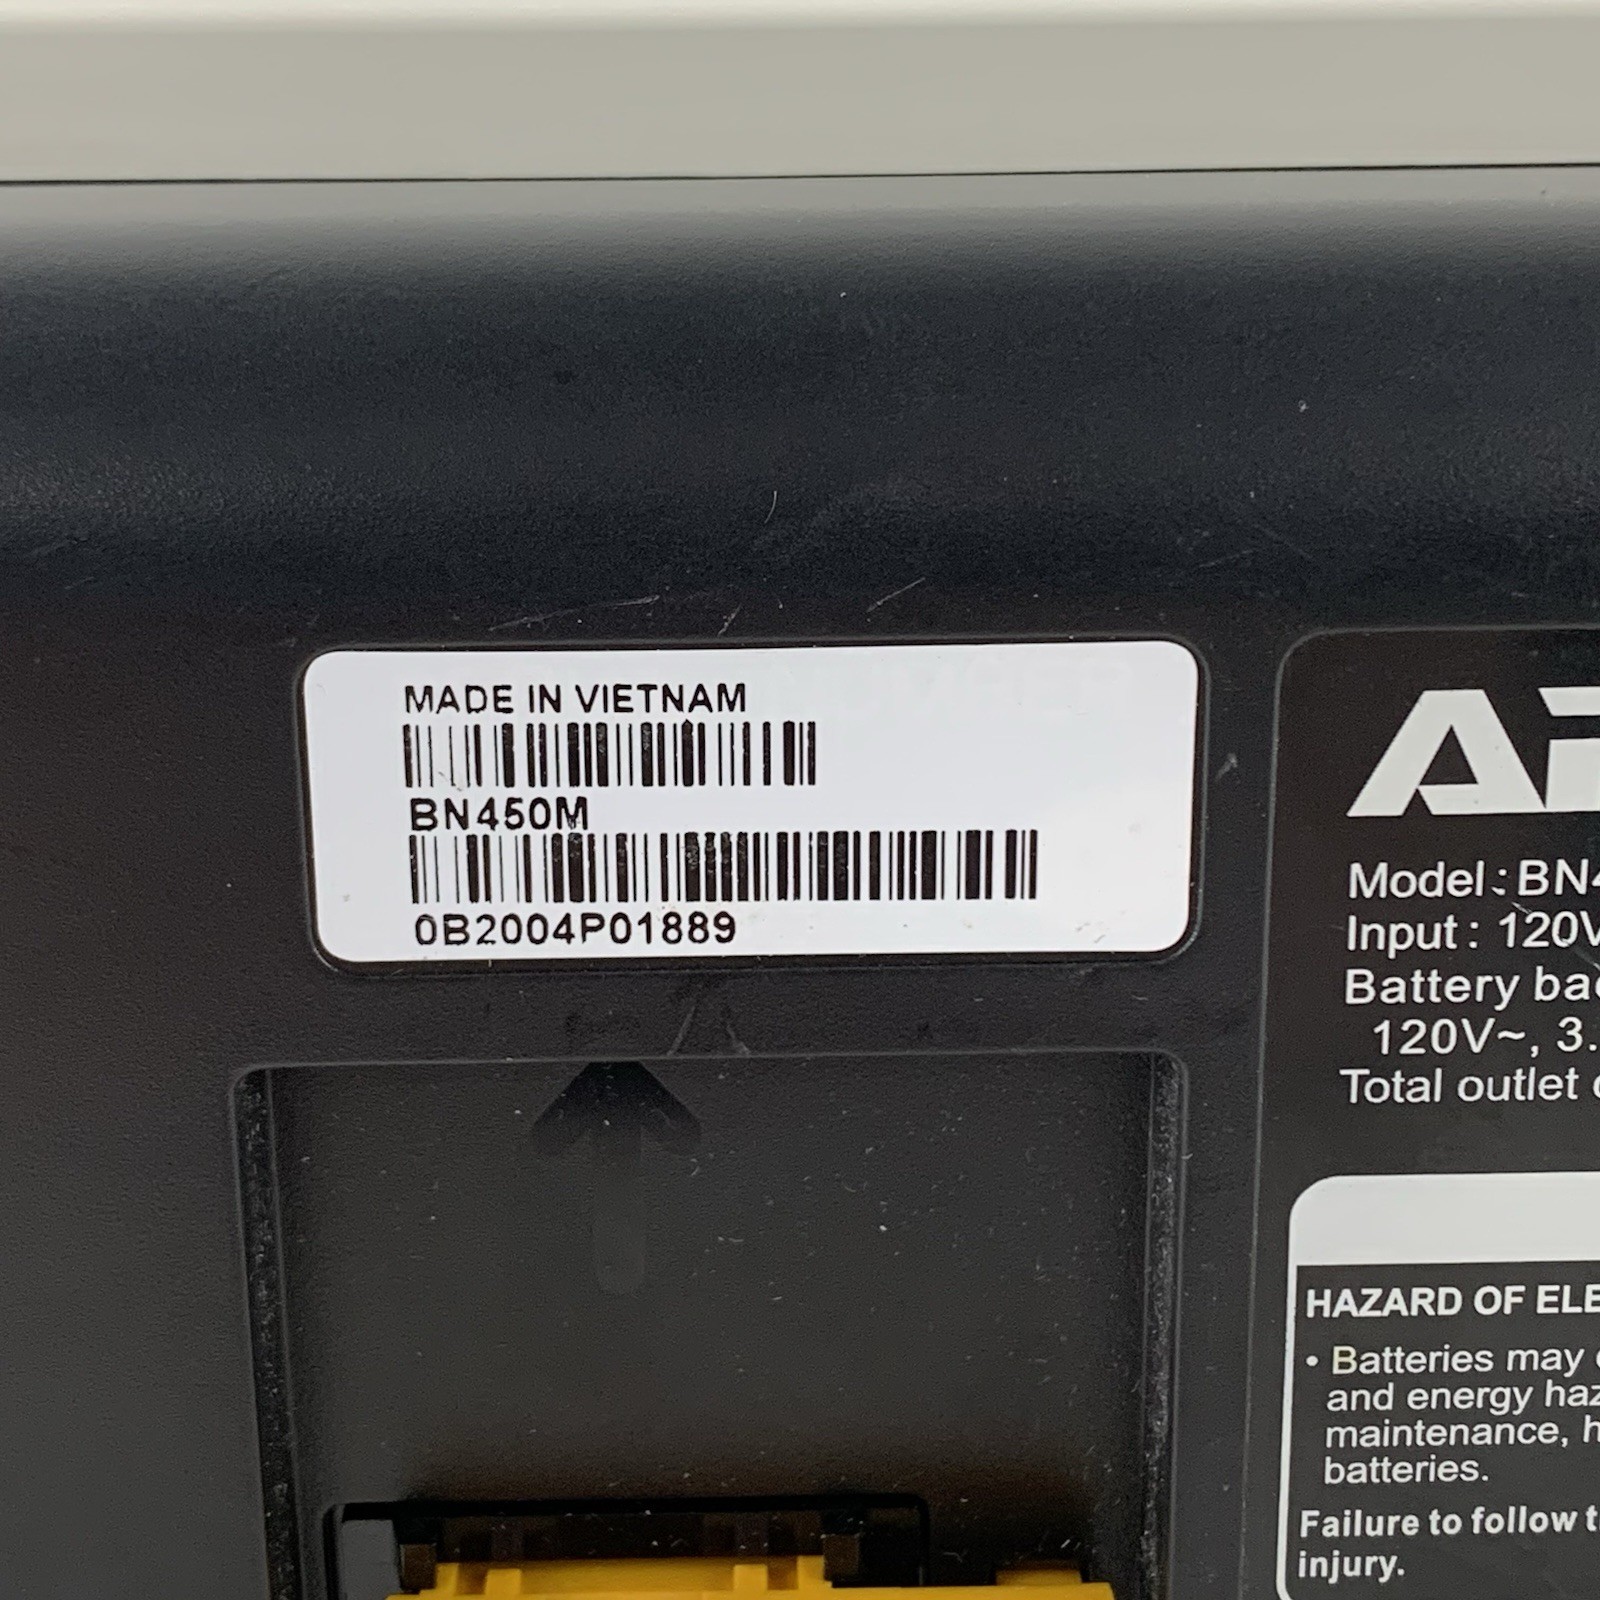 MADE IN VIETNAM
BN450M
0B2004P01889
AP
Model : BN4
Input : 120V
Battery bac
120V~, 3.
Total outlet
HAZARD OF ELE
• Batteries may
and energy haz
maintenance, h
batteries.
Failure to follow t
injury.